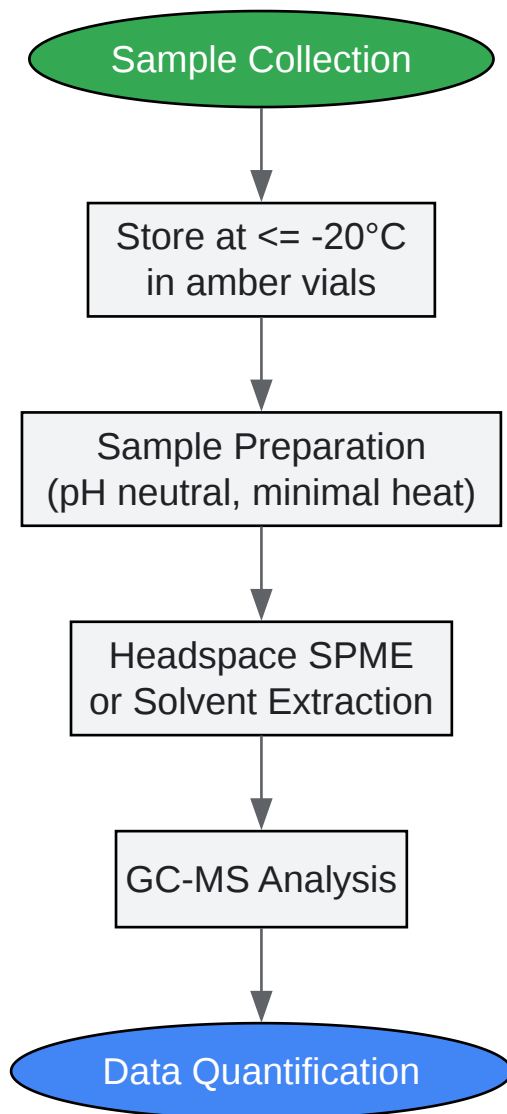 Sample Collection
Store at <= -20°C
in amber vials
Sample Preparation
(pH neutral, minimal heat)
Headspace SPME
or Solvent Extraction
GC-MS Analysis
Data Quantification